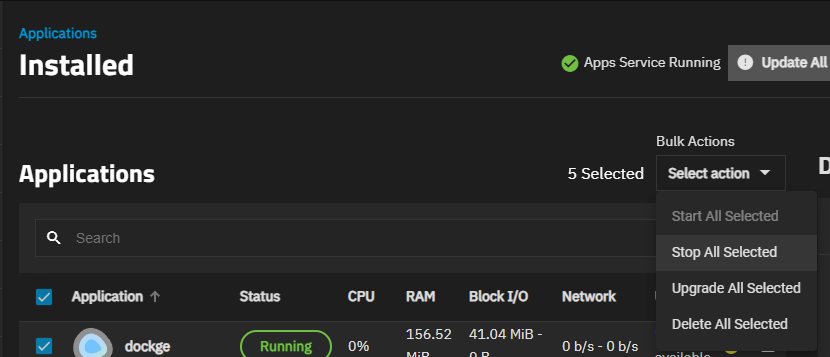 Applications
Installed
Apps Service Running
Update All
Bulk Actions
Applications
5 Selected
Select action
D
Search
Start All Selected
Stop All Selected
Upgrade All Selected
Delete All Selected
Application Status CPU RAM Block I/O Network
dockge Running 0% 156.52 41.04 MiB - 0 b/s - 0 b/s
MiB 0 B
available